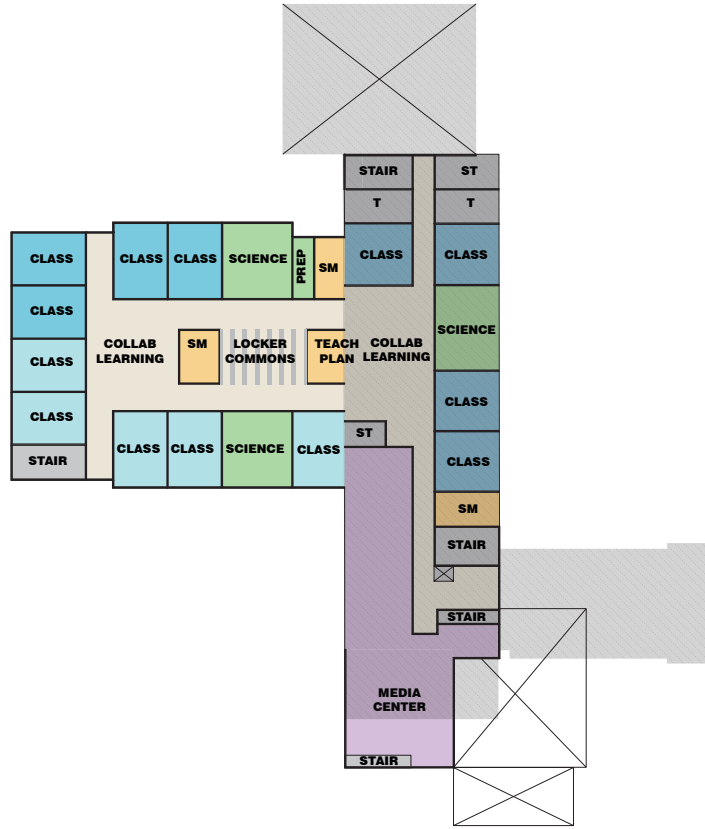 STAIR
ST
T
T
CLASS
CLASS
CLASS
CLASS
CLASS
SCIENCE
PREP
SM
CLASS
SCIENCE
COLLAB
LEARNING
SM
LOCKER
COMMONS
TEACH
PLAN
COLLAB
LEARNING
CLASS
CLASS
CLASS
STAIR
CLASS
CLASS
SCIENCE
CLASS
ST
CLASS
CLASS
SM
STAIR
STAIR
MEDIA
CENTER
STAIR